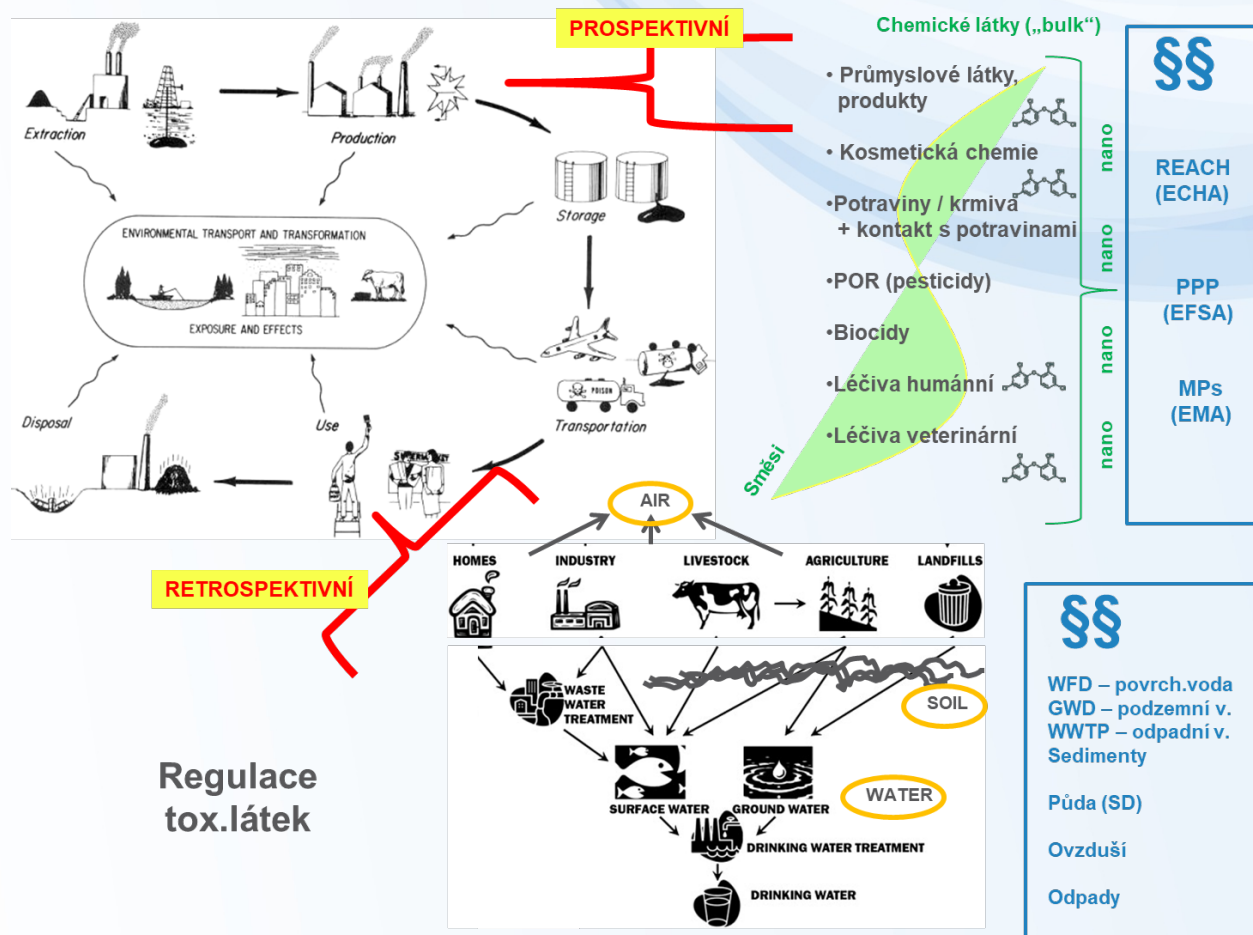 PROSPEKTIVNÍ
Extraction
Production
Storage
ENVIRONMENTAL TRANSPORT AND TRANSFORMATION
EXPOSURE AND EFFECTS
POISON
Transportation
Disposal
Use
RETROSPEKTIVNÍ
Regulace
tox.látek
Chemické látky („bulk“)
• Průmyslové látky,
produkty
• Kosmetická chemie
•Potraviny / krmivá
+ kontakt s potravinami
•POR (pesticidy)
•Biocidy
•Léčiva humánní
•Léčiva veterinární
Směsi
nano
nano
nano
nano
§§
REACH
(ECHA)
PPP
(EFSA)
MPs
(EMA)
AIR
HOMES
INDUSTRY
LIVESTOCK
AGRICULTURE
LANDFILLS
WASTE
WATER
TREATMENT
SOIL
SURFACE WATER
GROUND WATER
WATER
DRINKING WATER TREATMENT
DRINKING WATER
§§
WFD – povrch.voda
GWD – podzemní v.
WWTP – odpadní v.
Sedimenty
Půda (SD)
Ovzduší
Odpady